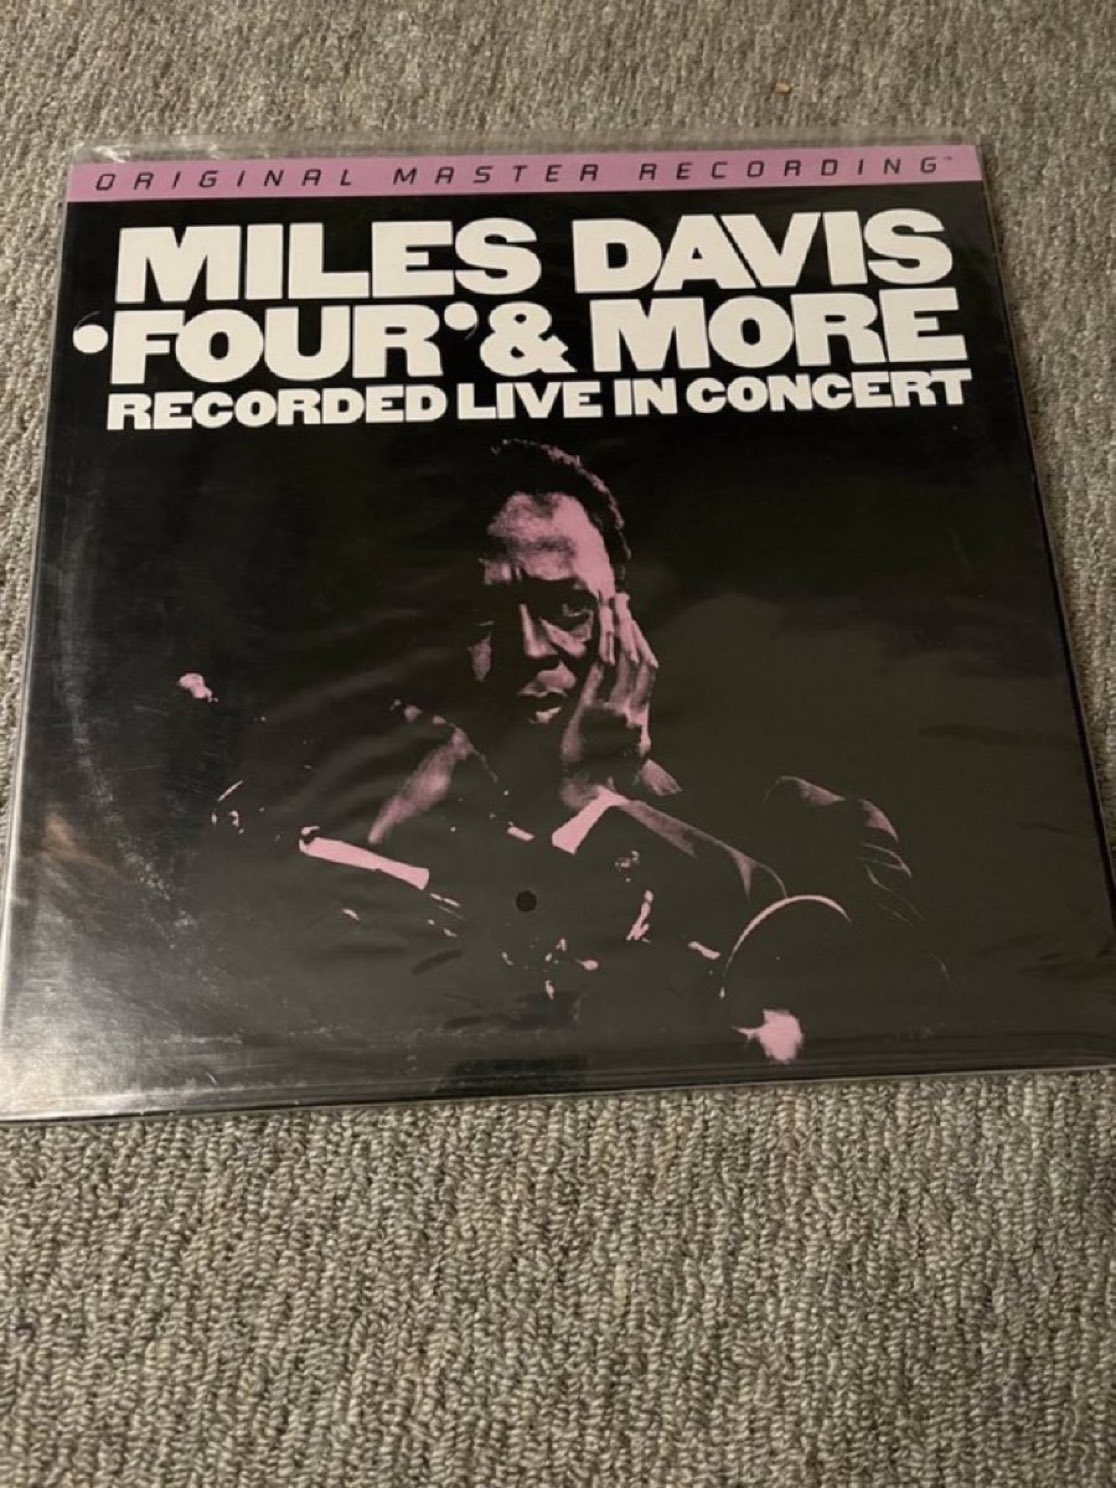 ORIGINAL MASTER RECORDING™
MILES DAVIS
‘FOUR’ & MORE
RECORDED LIVE IN CONCERT